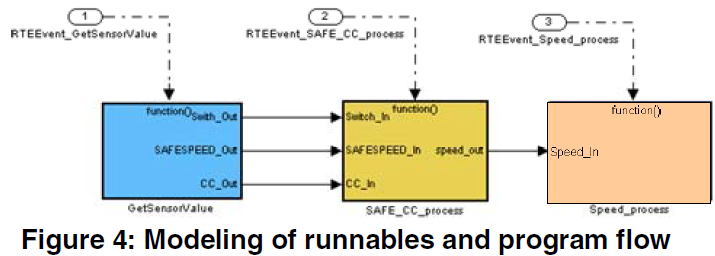 1
RTEEvent_GetSensorValue
2
RTEEvent_SAFE_CC_process
3
RTEEvent_Speed_process
function()
Swith_Out
SAFESPEED_Out
CC_Out
GetSensorValue
function()
Switch_In
SAFESPEED_In
speed_out
CC_In
SAFE_CC_process
function()
Speed_In
Speed_process
Figure 4: Modeling of runnables and program flow